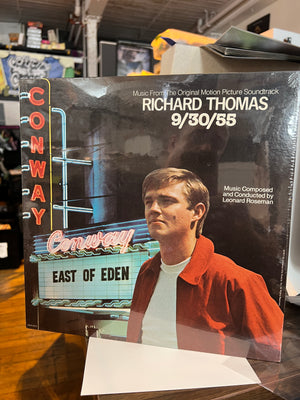 Music From The Original Motion Picture Soundtrack
RICHARD THOMAS
9/30/55
CONWAY
Music Composed
and Conducted by
Leonard Roseman
Conway
EAST OF EDEN